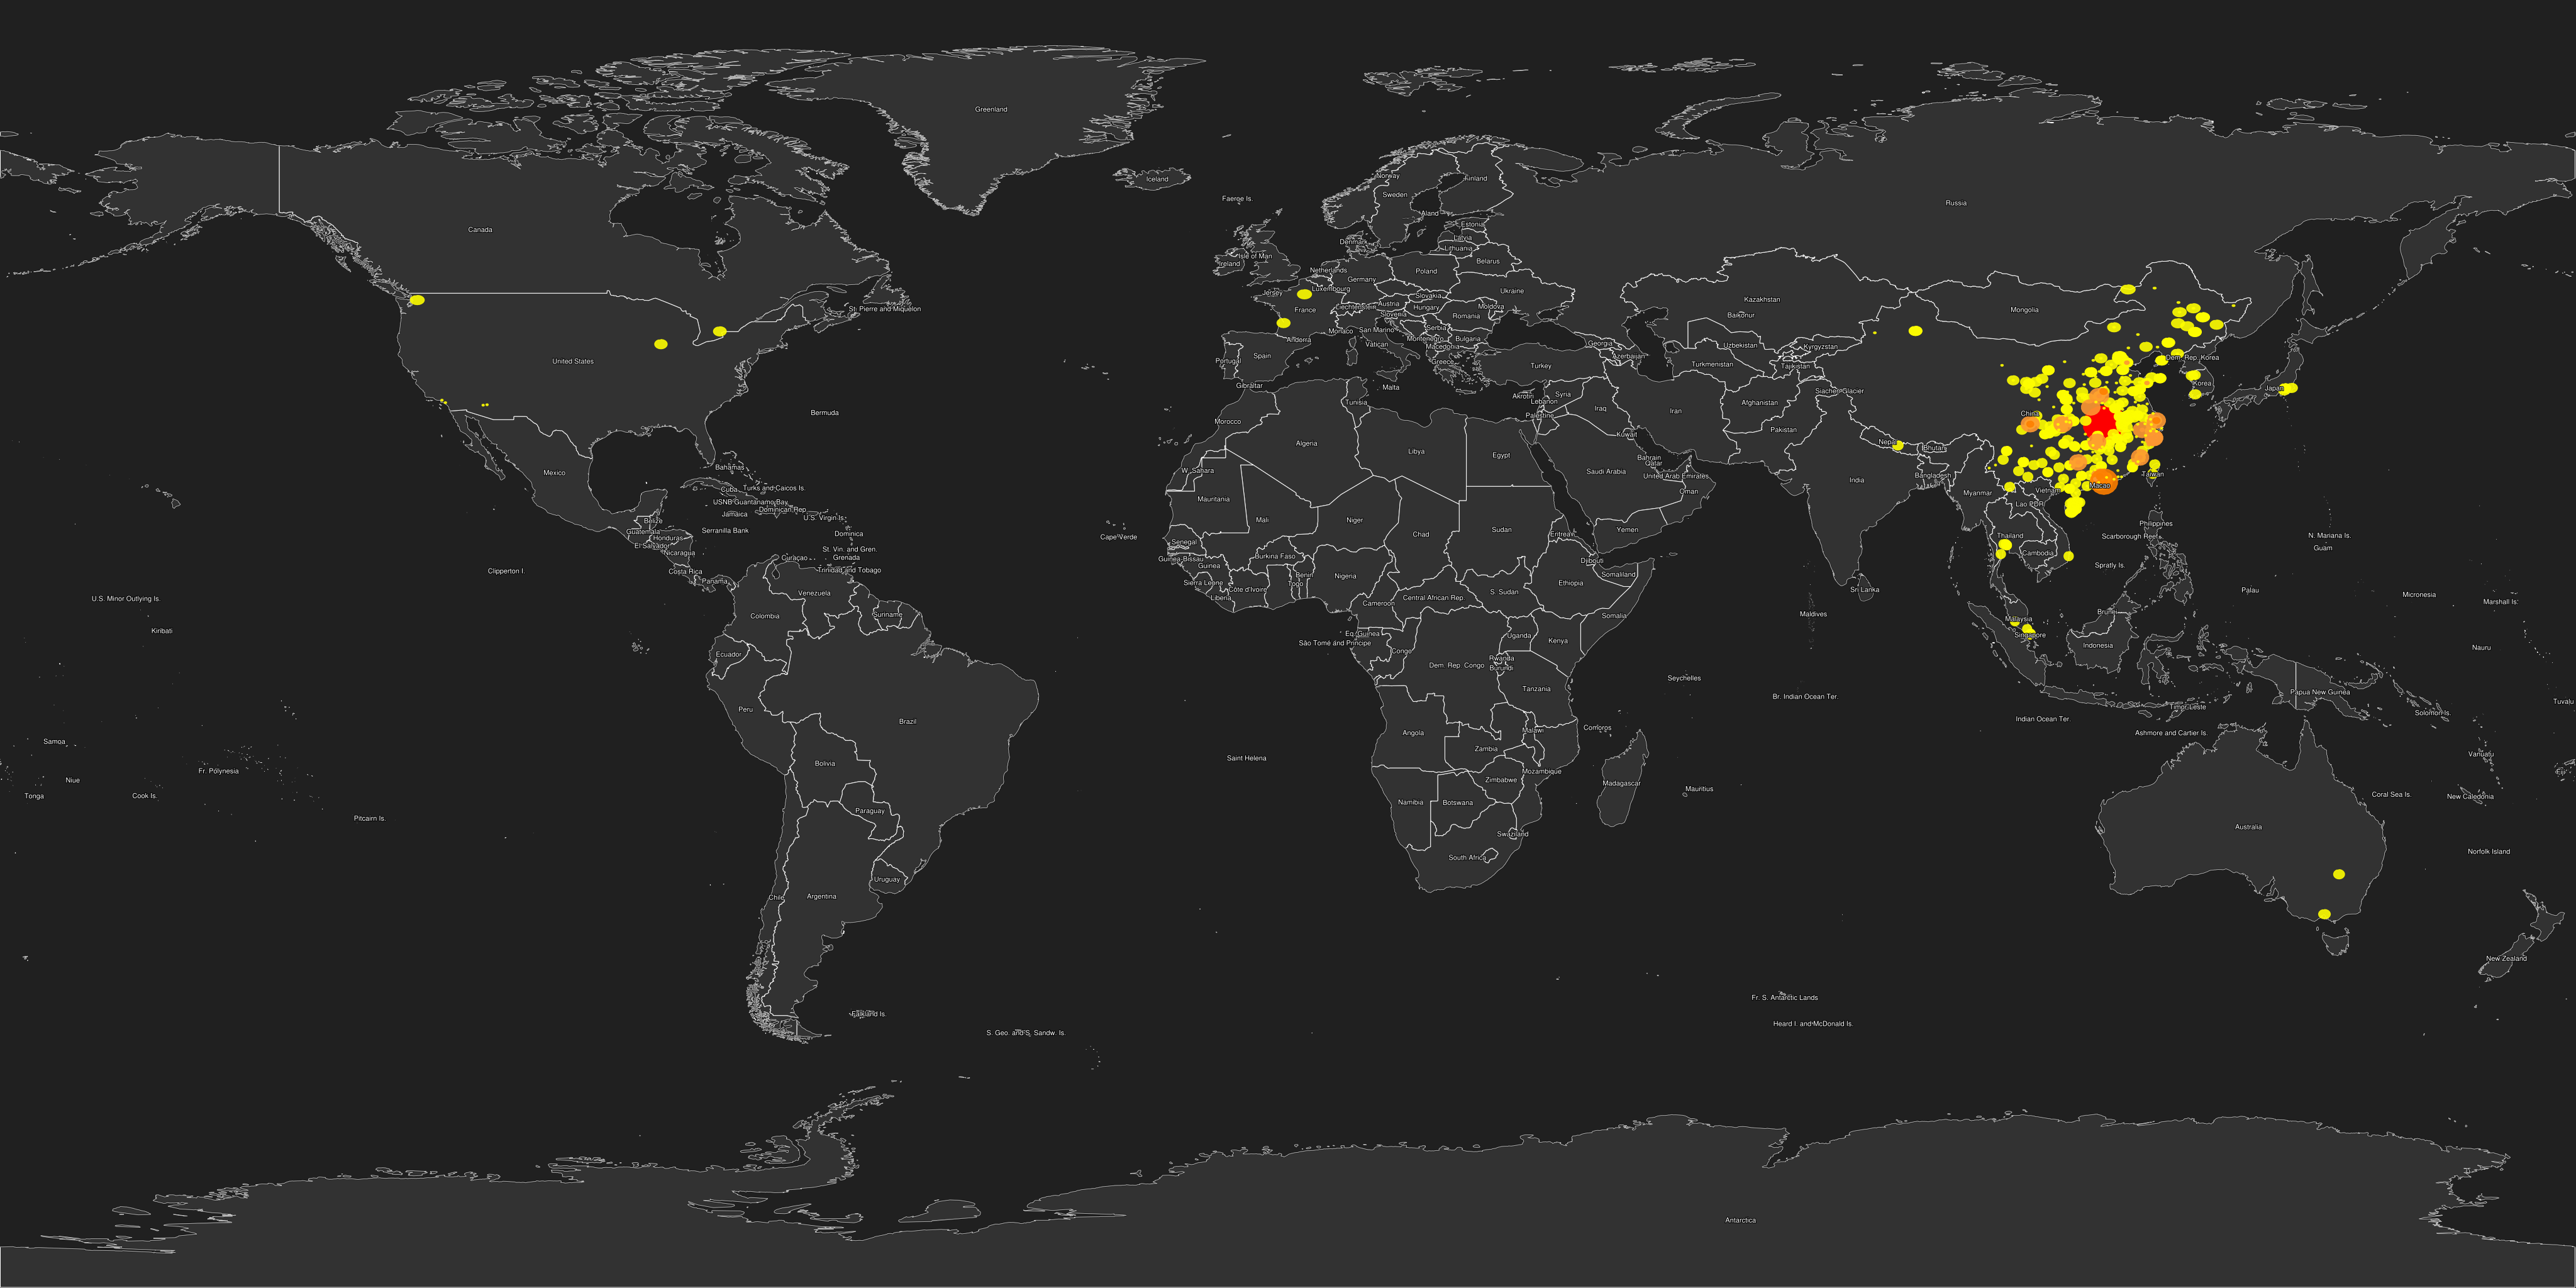 Greenland
Iceland
Norway
Finland
Sweden
Faeroe Is.
Russia
Åland
Estonia
Canada
Latvia
Denmark
Lithuania
Isle of Man
Ireland
Belarus
Netherlands
Poland
Germany
Luxembourg
Ukraine
Jersey
Slovakia
Kazakhstan
Liechtenstein
Austria
Moldova
St. Pierre and Miquelon
France
Hungary
Mongolia
Slovenia
Baikonur
Romania
Serbia
Monaco
San Marino
Andorra
Montenegro
Bulgaria
Vatican
Macedonia
Georgia
Uzbekistan
Kyrgyzstan
Portugal
Spain
Azerbaijan
Dem. Rep. Korea
United States
Greece
Turkey
Turkmenistan
Tajikistan
Gibraltar
Malta
Korea
Japan
Siachen Glacier
Syria
Akrotiri
Lebanon
Tunisia
Afghanistan
Bermuda
Iraq
Iran
Palestine
China
Morocco
Pakistan
Kuwait
Algeria
Nepal
Bhutan
Libya
Egypt
Bahrain
Qatar
Bahamas
W. Sahara
Saudi Arabia
Mexico
Taiwan
United Arab Emirates
Bangladesh
India
Macao
Cuba
Turks and Caicos Is.
Oman
Vietnam
Myanmar
Mauritania
USNB Guantanamo Bay
Lao PDR
Dominican Rep.
Jamaica
U.S. Virgin Is.
Belize
Mali
Niger
Philippines
Guatemala
Serranilla Bank
Sudan
Yemen
Dominica
Chad
Eritrea
Thailand
N. Mariana Is.
Scarborough Reef
Cape Verde
Honduras
Senegal
El Salvador
Guam
St. Vin. and Gren.
Nicaragua
Cambodia
Burkina Faso
Curaçao
Grenada
Guinea-Bissau
Djibouti
Guinea
Spratly Is.
Clipperton I.
Costa Rica
Trinidad and Tobago
Benin
Nigeria
Somaliland
Panama
Sierra Leone
Togo
Ethiopia
Côte d'Ivoire
Sri Lanka
Palau
Venezuela
S. Sudan
Micronesia
U.S. Minor Outlying Is.
Liberia
Central African Rep.
Marshall Is.
Cameroon
Brunei
Maldives
Suriname
Colombia
Somalia
Malaysia
Kiribati
Eq. Guinea
Uganda
Singapore
São Tomé and Principe
Kenya
Indonesia
Nauru
Congo
Ecuador
Rwanda
Dem. Rep. Congo
Burundi
Seychelles
Tanzania
Papua New Guinea
Br. Indian Ocean Ter.
Tuvalu
Timor-Leste
Peru
Solomon Is.
Indian Ocean Ter.
Brazil
Comoros
Malawi
Angola
Ashmore and Cartier Is.
Samoa
Zambia
Vanuatu
Saint Helena
Bolivia
Fr. Polynesia
Mozambique
Fiji
Niue
Zimbabwe
Madagascar
Mauritius
Coral Sea Is.
Tonga
Cook Is.
New Caledonia
Namibia
Botswana
Paraguay
Pitcairn Is.
Australia
Swaziland
Norfolk Island
South Africa
Uruguay
Argentina
Chile
New Zealand
Fr. S. Antarctic Lands
Falkland Is.
Heard I. and McDonald Is.
S. Geo. and S. Sandw. Is.
Antarctica